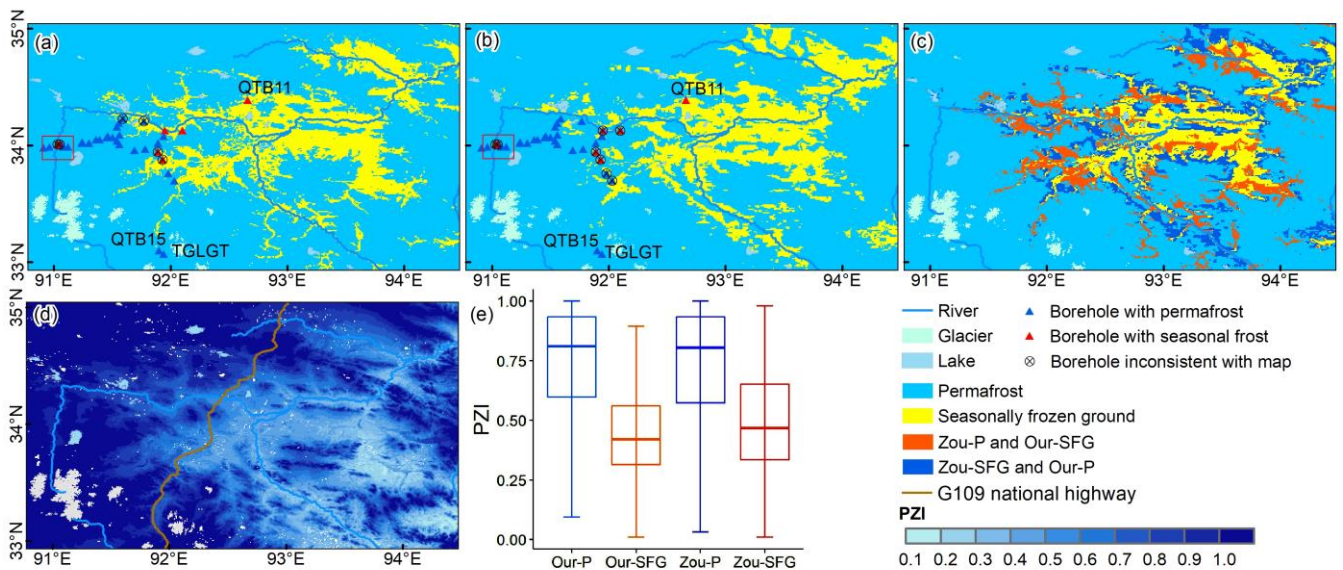 35°N
34°N
33°N
(a)
QTB11
QTB15
TGLGT
91°E 92°E 93°E 94°E
(b)
QTB11
QTB15
TGLGT
91°E 92°E 93°E 94°E
(c)
91°E 92°E 93°E 94°E
35°N
34°N
33°N
(d)
91°E 92°E 93°E 94°E
(e)
PZI
1.00
0.75
0.50
0.25
0.00
Our-P Our-SFG Zou-P Zou-SFG
River
Glacier
Lake
Permafrost
Seasonally frozen ground
Zou-P and Our-SFG
Zou-SFG and Our-P
G109 national highway
Borehole with permafrost
Borehole with seasonal frost
Borehole inconsistent with map
PZI
0.1 0.2 0.3 0.4 0.5 0.6 0.7 0.8 0.9 1.0